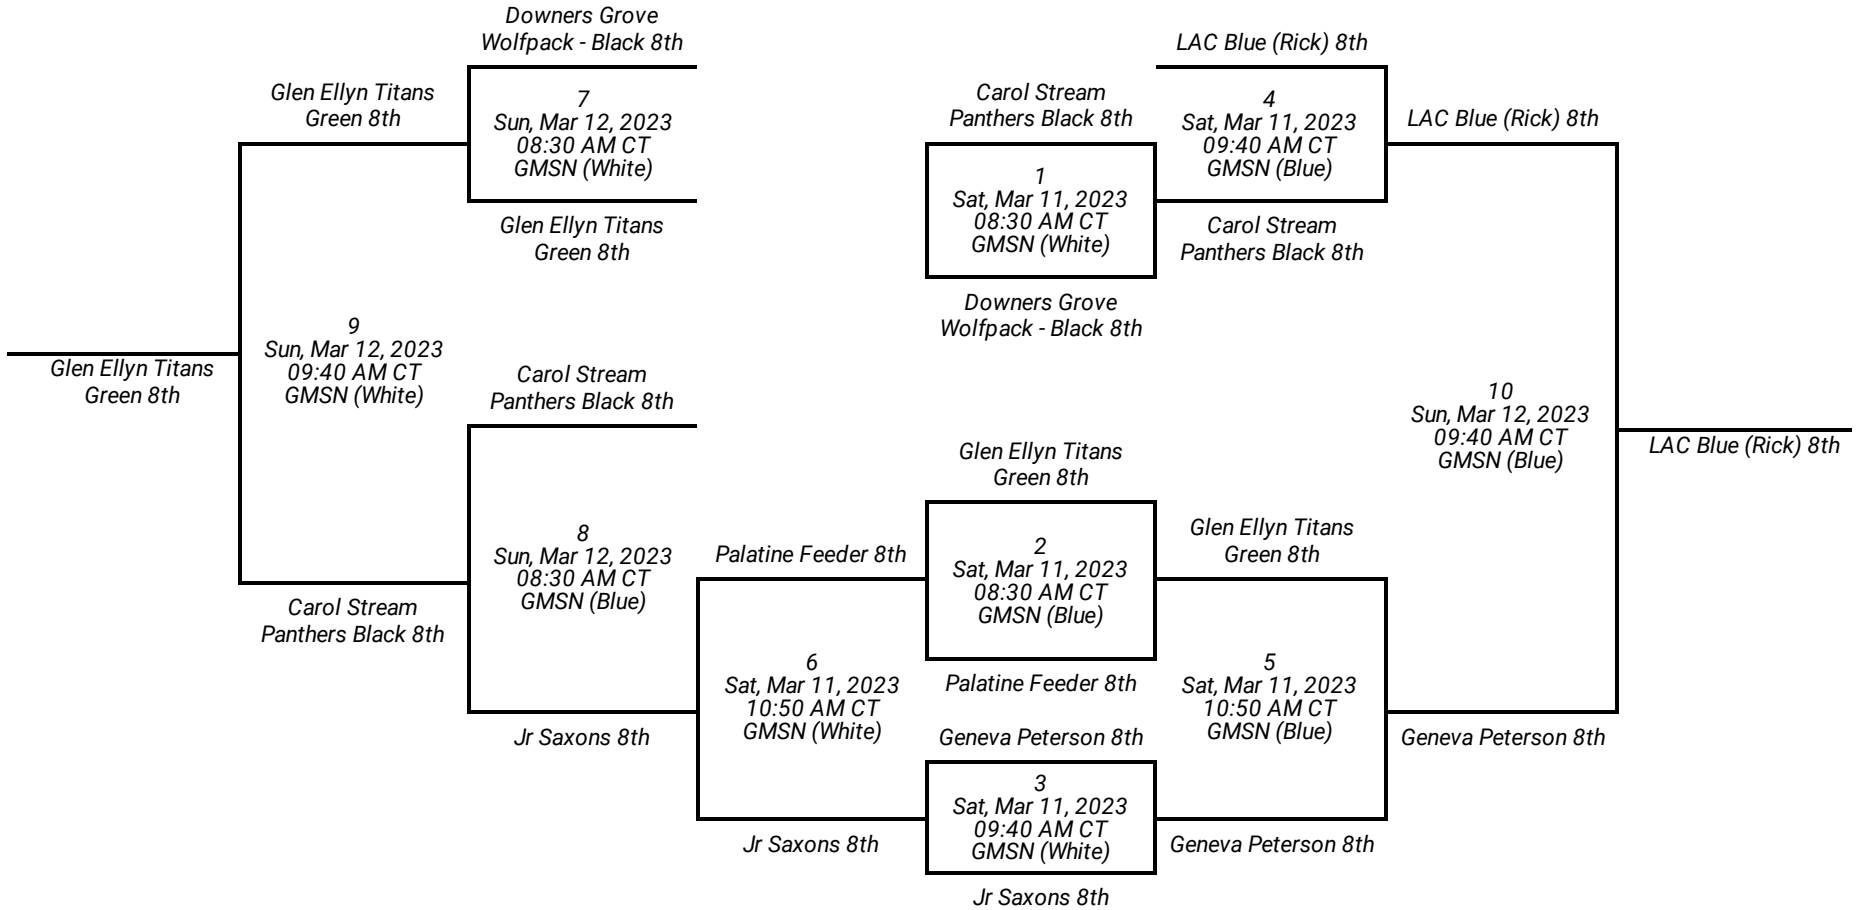 Downers Grove
Wolfpack - Black 8th
LAC Blue (Rick) 8th
Glen Ellyn Titans
Green 8th
7
Sun, Mar 12, 2023
08:30 AM CT
GMSN (White)
Carol Stream
Panthers Black 8th
4
Sat, Mar 11, 2023
09:40 AM CT
GMSN (Blue)
LAC Blue (Rick) 8th
1
Sat, Mar 11, 2023
08:30 AM CT
GMSN (White)
Glen Ellyn Titans
Green 8th
Carol Stream
Panthers Black 8th
Downers Grove
Wolfpack - Black 8th
9
Sun, Mar 12, 2023
09:40 AM CT
GMSN (White)
Glen Ellyn Titans
Green 8th
Carol Stream
Panthers Black 8th
10
Sun, Mar 12, 2023
09:40 AM CT
GMSN (Blue)
LAC Blue (Rick) 8th
Glen Ellyn Titans
Green 8th
8
Sun, Mar 12, 2023
08:30 AM CT
GMSN (Blue)
Palatine Feeder 8th
2
Sat, Mar 11, 2023
08:30 AM CT
GMSN (Blue)
Glen Ellyn Titans
Green 8th
Carol Stream
Panthers Black 8th
6
Sat, Mar 11, 2023
10:50 AM CT
GMSN (White)
Palatine Feeder 8th
5
Sat, Mar 11, 2023
10:50 AM CT
GMSN (Blue)
Jr Saxons 8th
Geneva Peterson 8th
Geneva Peterson 8th
3
Sat, Mar 11, 2023
09:40 AM CT
GMSN (White)
Jr Saxons 8th
Geneva Peterson 8th
Jr Saxons 8th